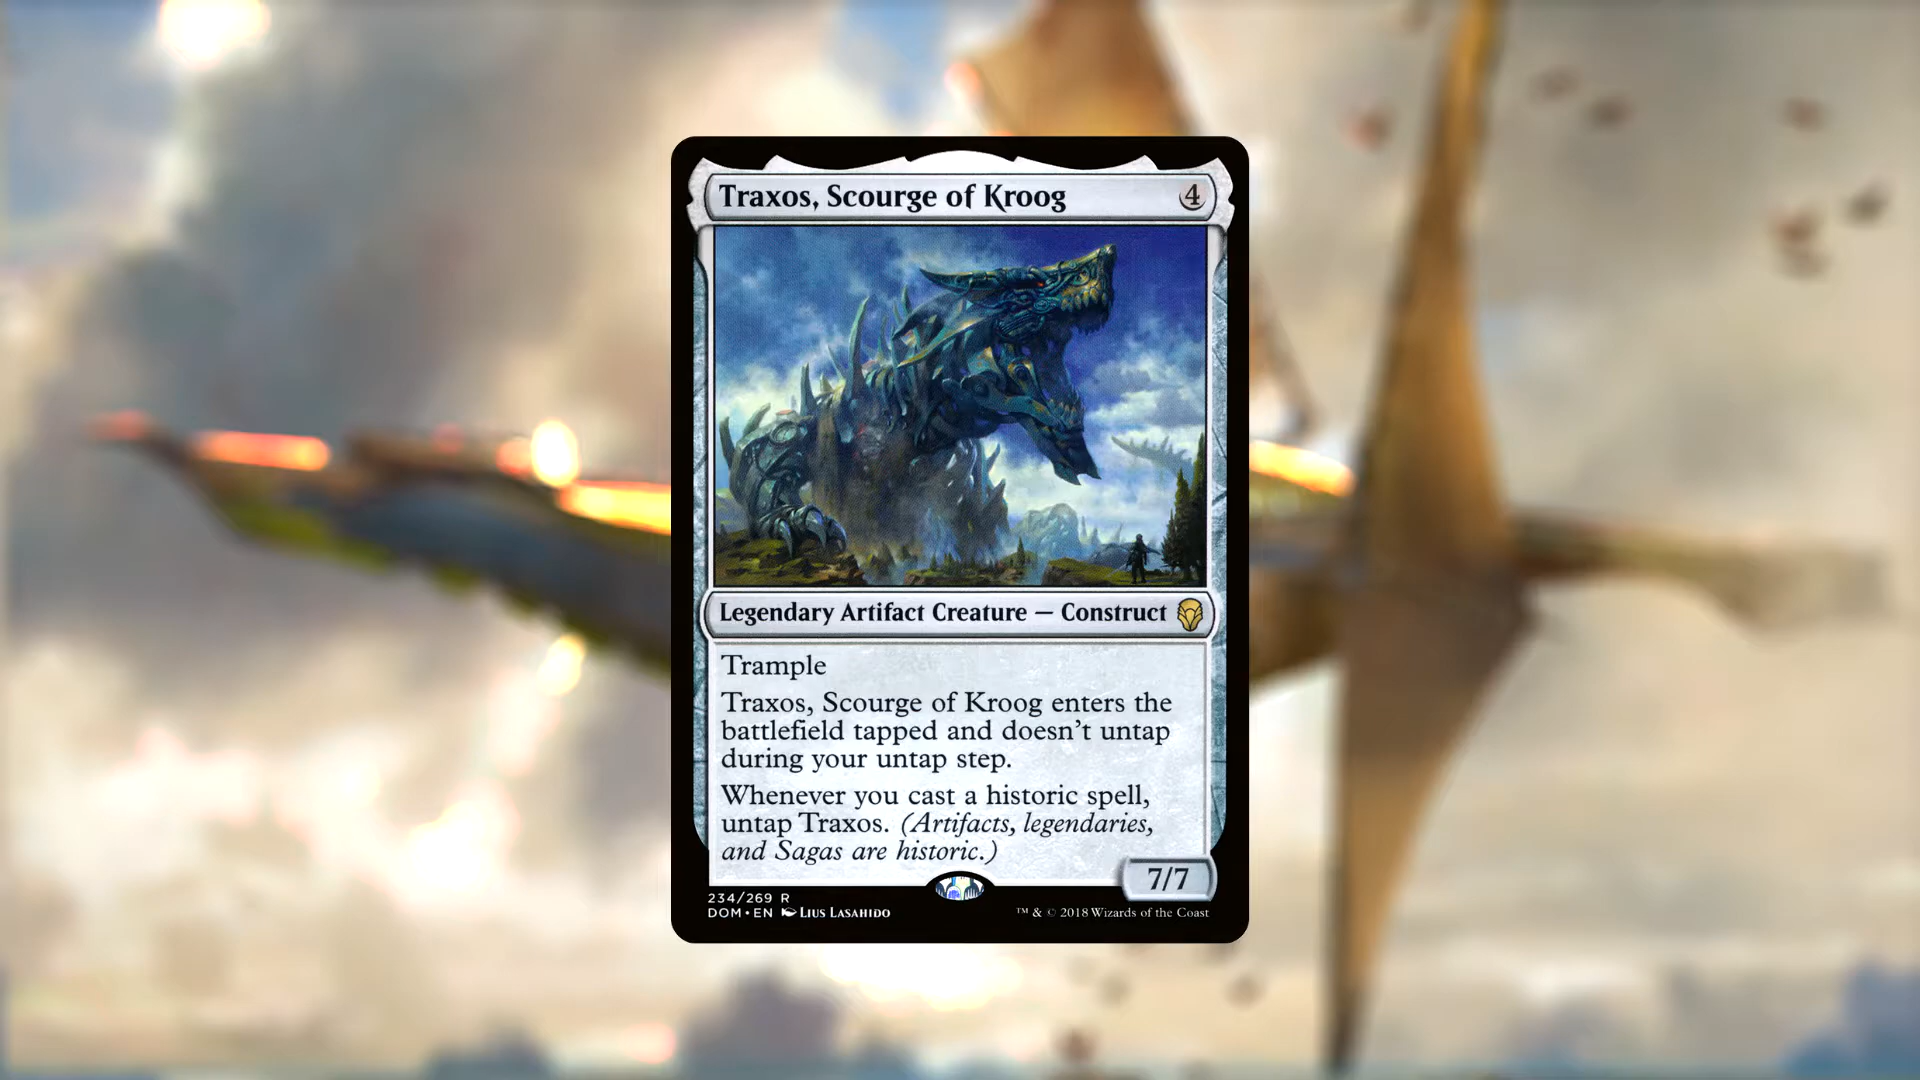 Traxos, Scourge of Kroog 4
Legendary Artifact Creature — Construct
Trample
Traxos, Scourge of Kroog enters the
battlefield tapped and doesn't untap
during your untap step.
Whenever you cast a historic spell,
untap Traxos. (Artifacts, legendaries,
and Sagas are historic.)
7/7
234/269 R
DOM • EN Lius Lasahido
™ & © 2018 Wizards of the Coast